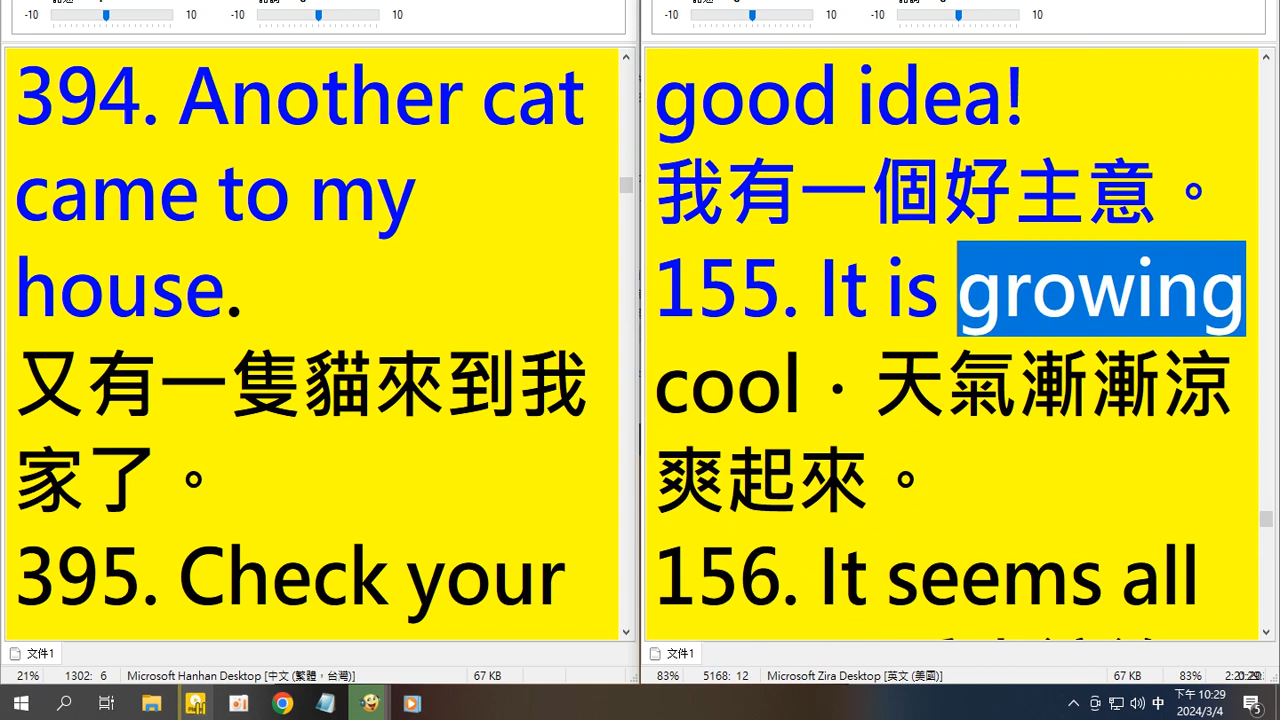 -10 10 -10 10
394. Another cat
came to my
house.
又有一隻貓來到我
家了。
395. Check your
文件1
21% 1302: 6 Microsoft Hanhan Desktop [中文 (繁體，台灣)] 67 KB
-10 10 -10 10
good idea!
我有一個好主意。
155. It is growing
cool．天氣漸漸涼
爽起來。
156. It seems all
文件1
83% 5168: 12 Microsoft Zira Desktop [英文 (美國)] 67 KB 83%
中
下午 10:29
2024/3/4
5